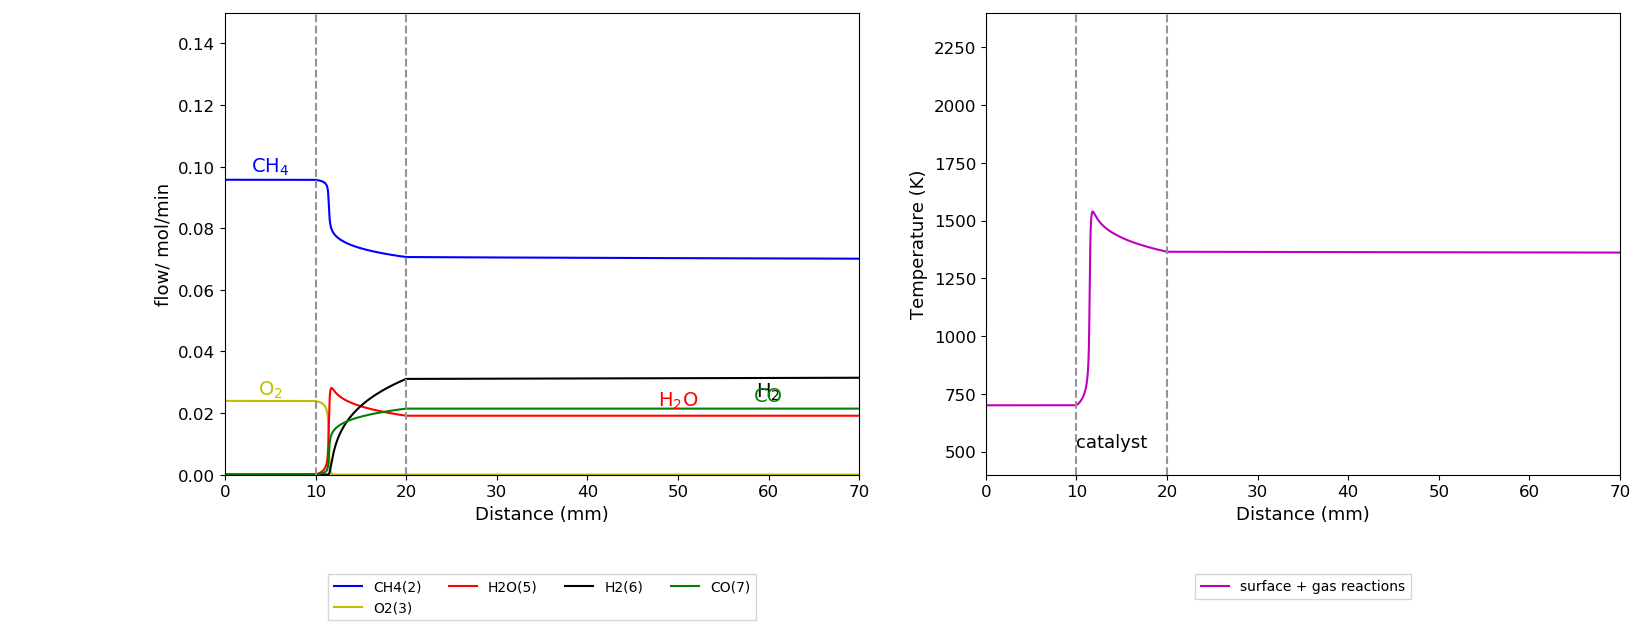 0.14
0.12
0.10
0.08
0.06
0.04
0.02
0.00
flow/ mol/min
CH₄
O₂
H₂
CO
H₂O
0 10 20 30 40 50 60 70
Distance (mm)
CH4(2) H2O(5) H2(6) CO(7)
O2(3)
2250
2000
1750
1500
1250
1000
750
500
Temperature (K)
catalyst
0 10 20 30 40 50 60 70
Distance (mm)
surface + gas reactions